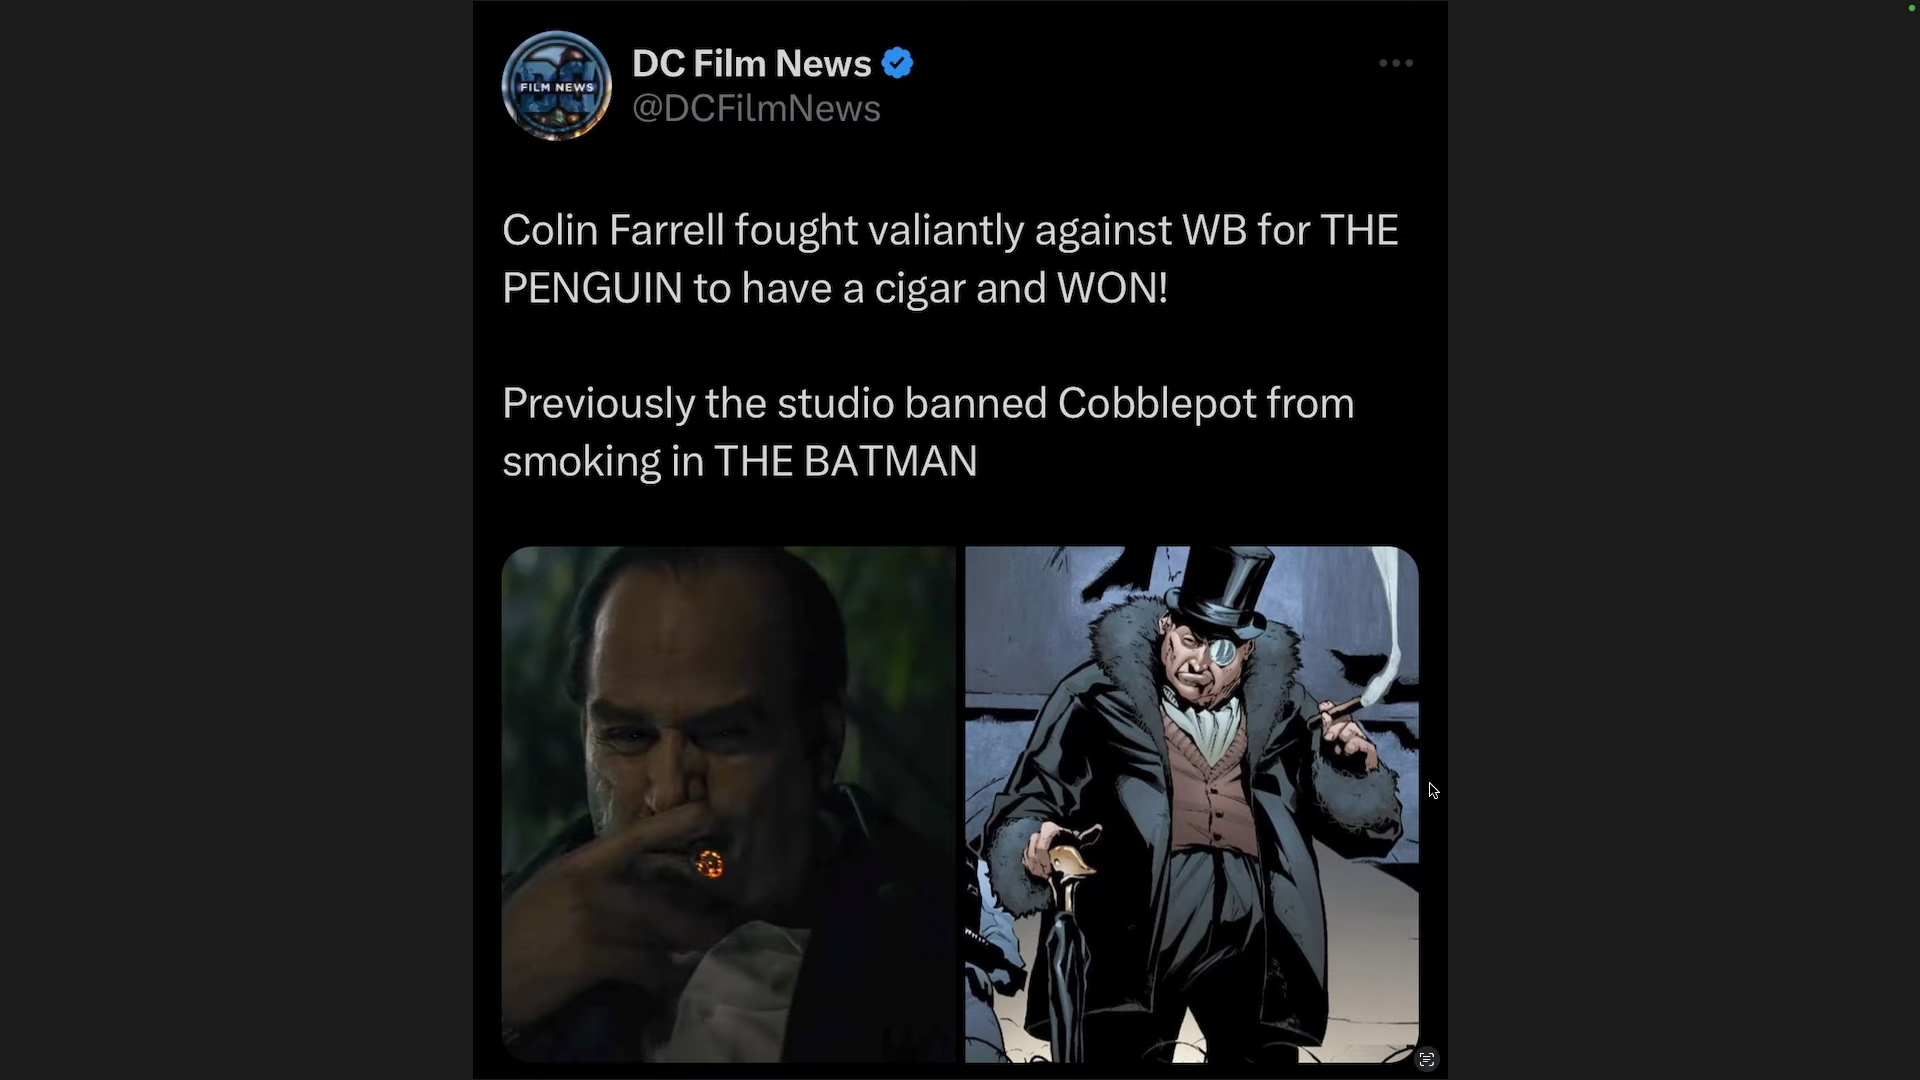 FILM NEWS
DC Film News
@DCFilmNews
Colin Farrell fought valiantly against WB for THE
PENGUIN to have a cigar and WON!
Previously the studio banned Cobblepot from
smoking in THE BATMAN